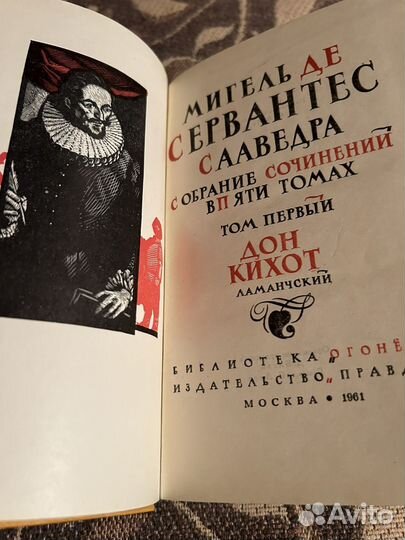 МИГЕЛЬ ДЕ
СЕРВАНТЕС
СААВЕДРА
СОБРАНИЕ СОЧИНЕНИЙ
В ПЯТИ ТОМАХ
ТОМ ПЕРВЫЙ
ДОН
КИХОТ
ЛАМАНЧСКИЙ
БИБЛИОТЕКА „ОГОНЁ
ИЗДАТЕЛЬСТВО „ПРАВД
МОСКВА • 1961
Avito